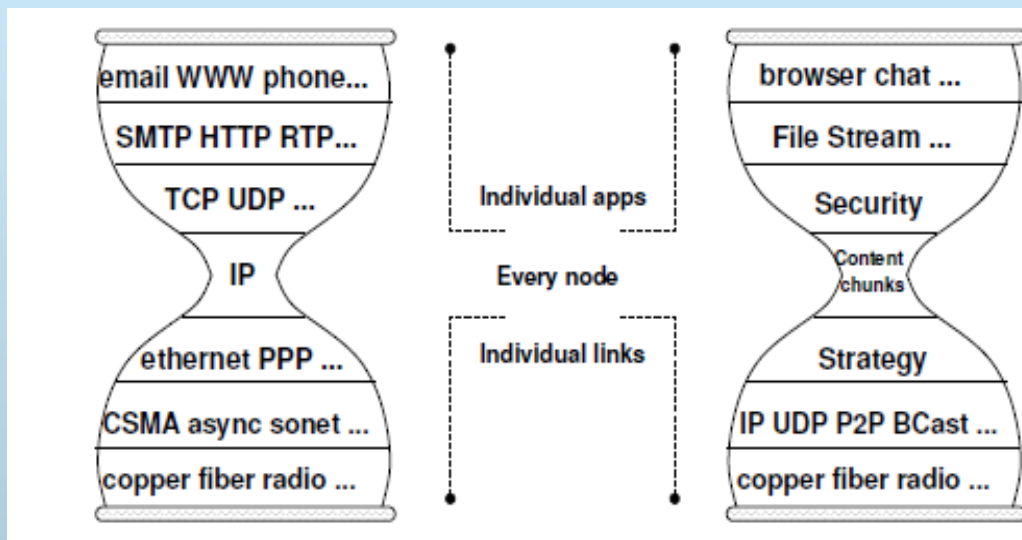 email WWW phone...
SMTP HTTP RTP...
TCP UDP ...
IP
ethernet PPP ...
CSMA async sonet ...
copper fiber radio ...
Individual apps
Every node
Individual links
browser chat ...
File Stream ...
Security
Content
chunks
Strategy
IP UDP P2P BCast ...
copper fiber radio ...